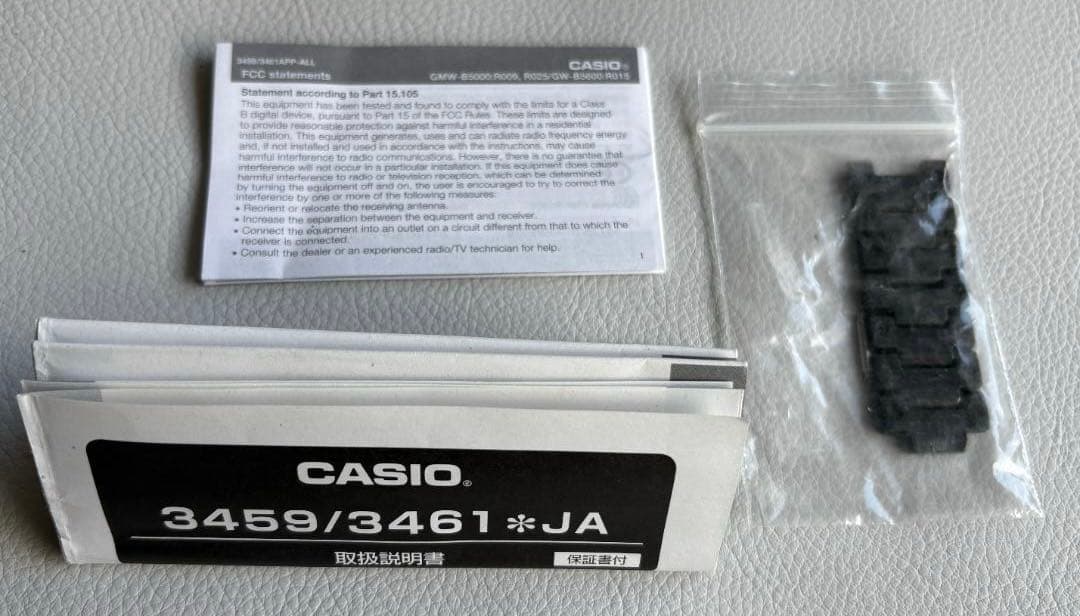 3459/3461APP-ALL
CASIO®
FCC statements
GMW-B5000:R009, R025/GW-B5600:R015
Statement according to Part 15.105
This equipment has been tested and found to comply with the limits for a Class
B digital device, pursuant to Part 15 of the FCC Rules. These limits are designed
to provide reasonable protection against harmful interference in a residential
installation. This equipment generates, uses and can radiate radio frequency energy
and, if not installed and used in accordance with the instructions, may cause
harmful interference to radio communications. However, there is no guarantee that
interference will not occur in a particular installation. If this equipment does cause
harmful interference to radio or television reception, which can be determined
by turning the equipment off and on, the user is encouraged to try to correct the
interference by one or more of the following measures:
• Reorient or relocate the receiving antenna.
• Increase the separation between the equipment and receiver.
• Connect the equipment into an outlet on a circuit different from that to which the
receiver is connected.
• Consult the dealer or an experienced radio/TV technician for help.
1
CASIO®
3459/3461*JA
取扱説明書
保証書付